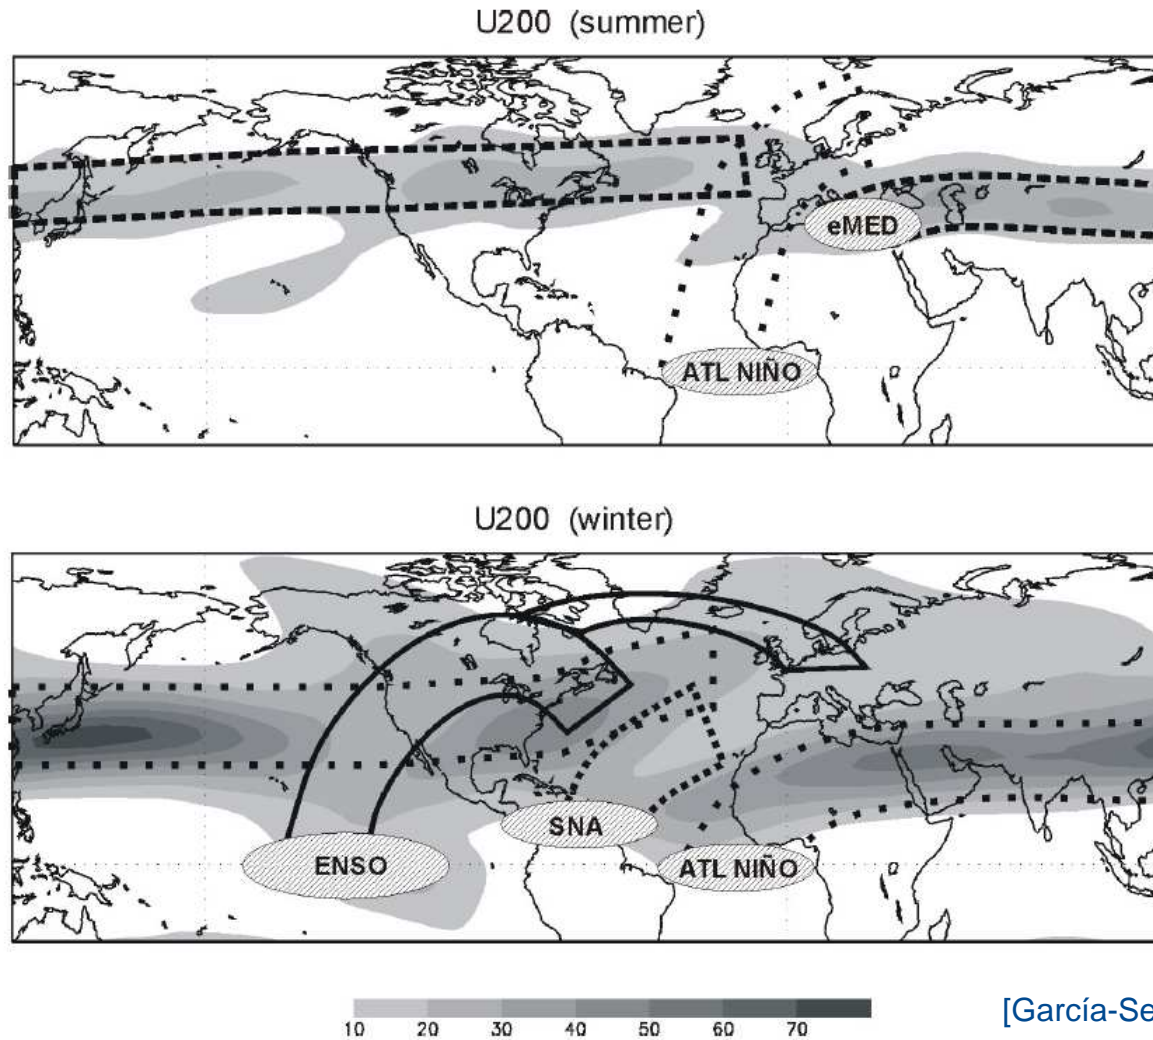 U200 (summer)
eMED
ATL NIÑO
U200 (winter)
SNA
ENSO
ATL NIÑO
10 20 30 40 50 60 70
[García-Se